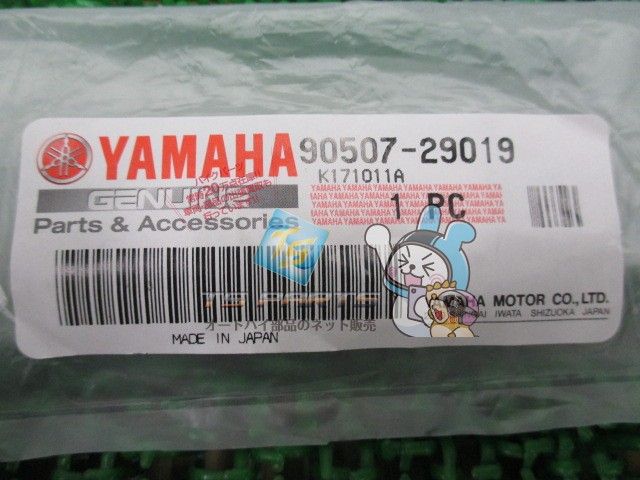 YAMAHA 90507-29019
K171011A
GENUINE
Parts & Accessories
YAMAHA YAMAHA YAMAHA YAMAHA YAMAHA
1 PC
TS
TS PARTS
オートバイ部品のネット販売
MOTOR CO.,LTD.
IWATA SHIZUOKA JAPAN
MADE IN JAPAN